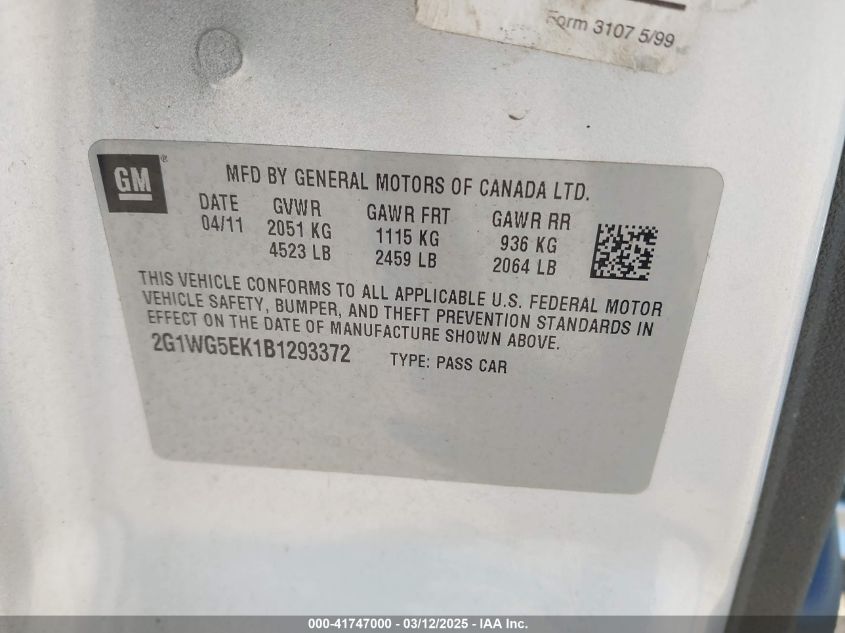 Form 3107 5/99
GM®
MFD BY GENERAL MOTORS OF CANADA LTD.
DATE GVWR GAWR FRT GAWR RR
04/11 2051 KG 1115 KG 936 KG
4523 LB 2459 LB 2064 LB
THIS VEHICLE CONFORMS TO ALL APPLICABLE U.S. FEDERAL MOTOR
VEHICLE SAFETY, BUMPER, AND THEFT PREVENTION STANDARDS IN
EFFECT ON THE DATE OF MANUFACTURE SHOWN ABOVE.
2G1WG5EK1B1293372 TYPE: PASS CAR
000-41747000 - 03/12/2025 - IAA Inc.